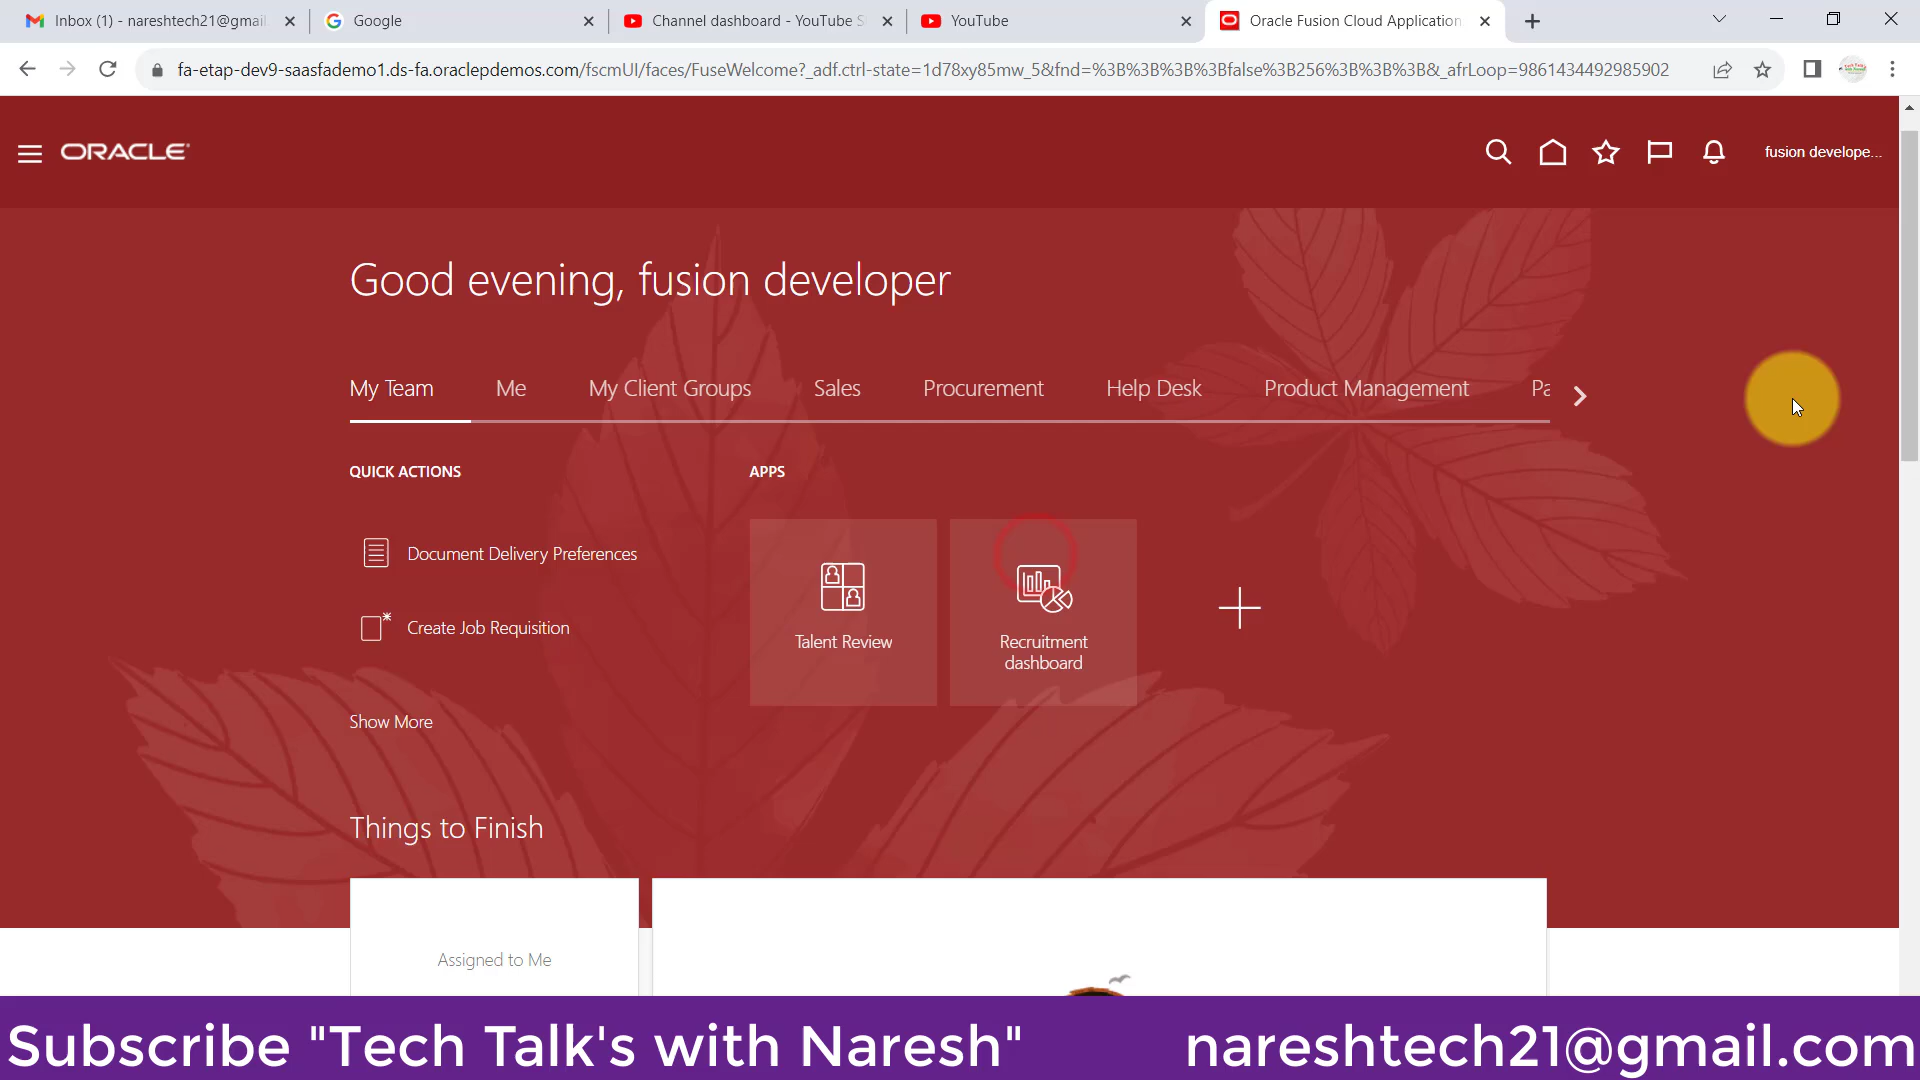 Inbox (1) - nareshtech21@gmail.
Google
Channel dashboard - YouTube S
YouTube
Oracle Fusion Cloud Application
fa-etap-dev9-saasfademo1.ds-fa.oraclepdemos.com/fscmUI/faces/FuseWelcome?_adf.ctrl-state=1d78xy85mw_5&fnd=%3B%3B%3B%3Bfalse%3B256%3B%3B%3B&_afrLoop=9861434492985902
ORACLE
fusion develope...
Good evening, fusion developer
My Team
Me
My Client Groups
Sales
Procurement
Help Desk
Product Management
Pa
QUICK ACTIONS
APPS
Document Delivery Preferences
Create Job Requisition
Show More
Talent Review
Recruitment
dashboard
Things to Finish
Assigned to Me
Subscribe "Tech Talk's with Naresh"
nareshtech21@gmail.com